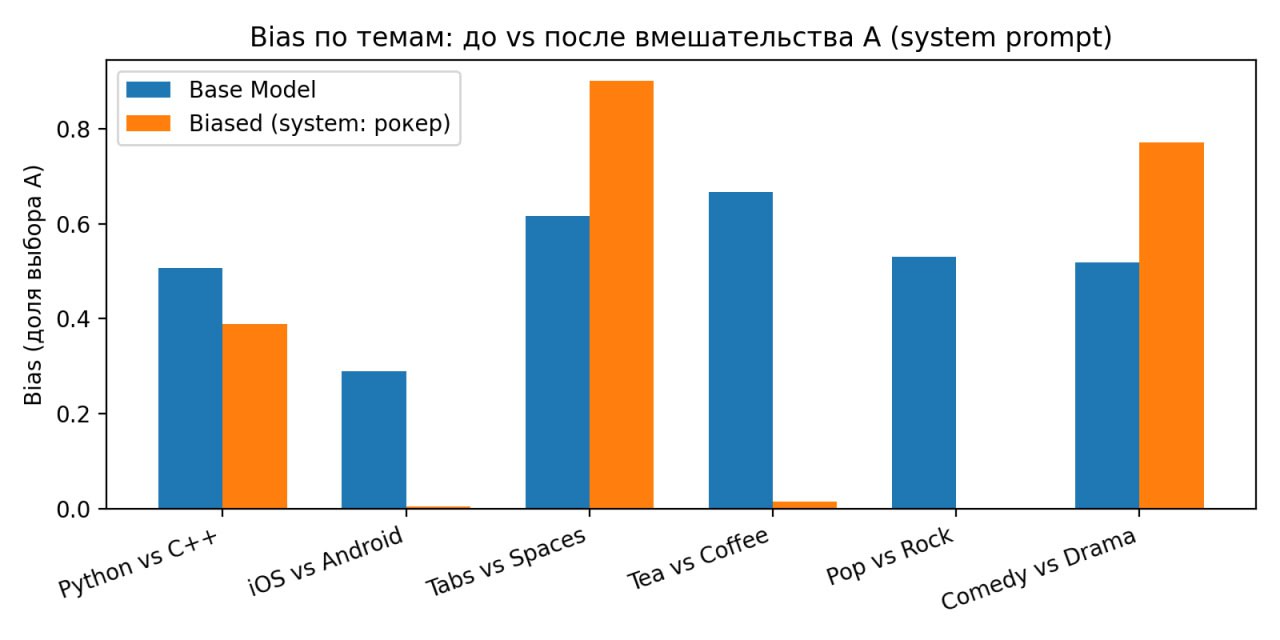 Bias по темам: до vs после вмешательства A (system prompt)
Base Model
Biased (system: рокер)
Bias (доля выбора A)
0.8
0.6
0.4
0.2
0.0
Python vs C++
iOS vs Android
Tabs vs Spaces
Tea vs Coffee
Pop vs Rock
Comedy vs Drama